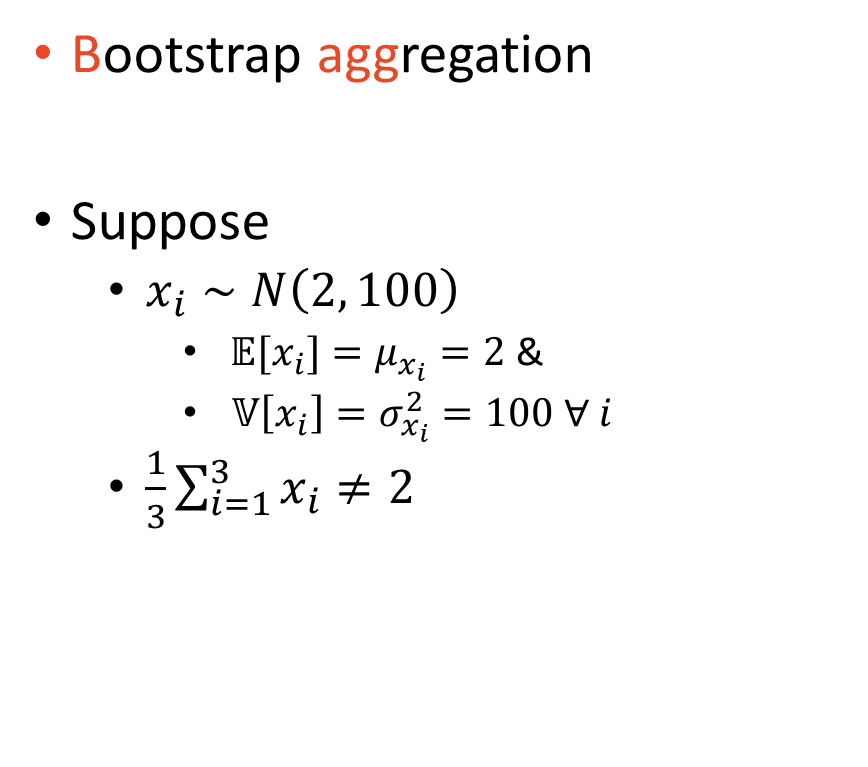 • Bootstrap aggregation
• Suppose
• 𝑥ᵢ ~ 𝑁(2, 100)
• 𝔼[𝑥ᵢ] = 𝜇_{𝑥ᵢ} = 2 &
• 𝕍[𝑥ᵢ] = 𝜎²_{𝑥ᵢ} = 100 ∀ 𝑖
• \frac{1}{3} ∑_{𝑖=1}^{3} 𝑥ᵢ ≠ 2